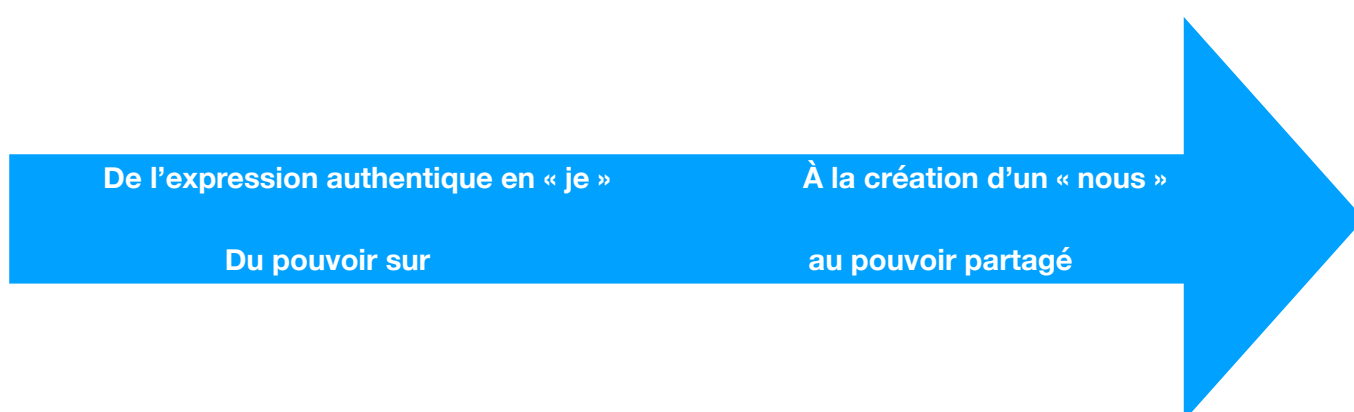 De l’expression authentique en « je » À la création d’un « nous »
Du pouvoir sur au pouvoir partagé